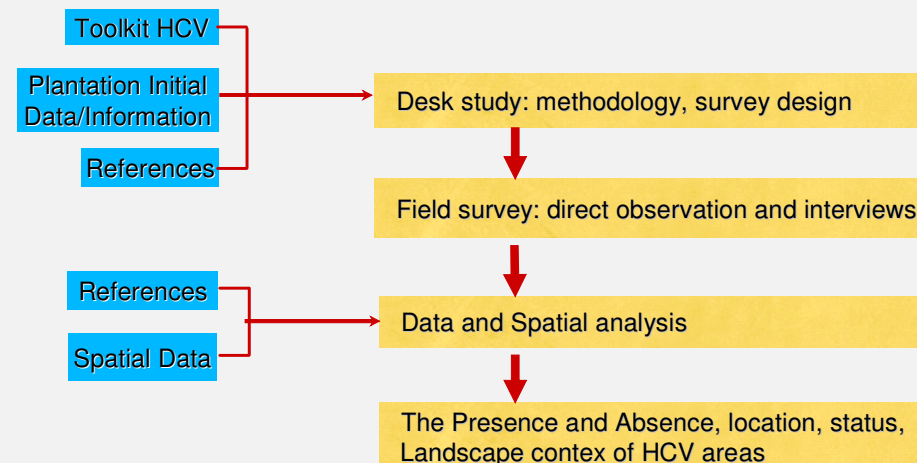 Toolkit HCV
Plantation Initial
Data/Information
References
Desk study: methodology, survey design
Field survey: direct observation and interviews
References
Spatial Data
Data and Spatial analysis
The Presence and Absence, location, status,
Landscape contex of HCV areas